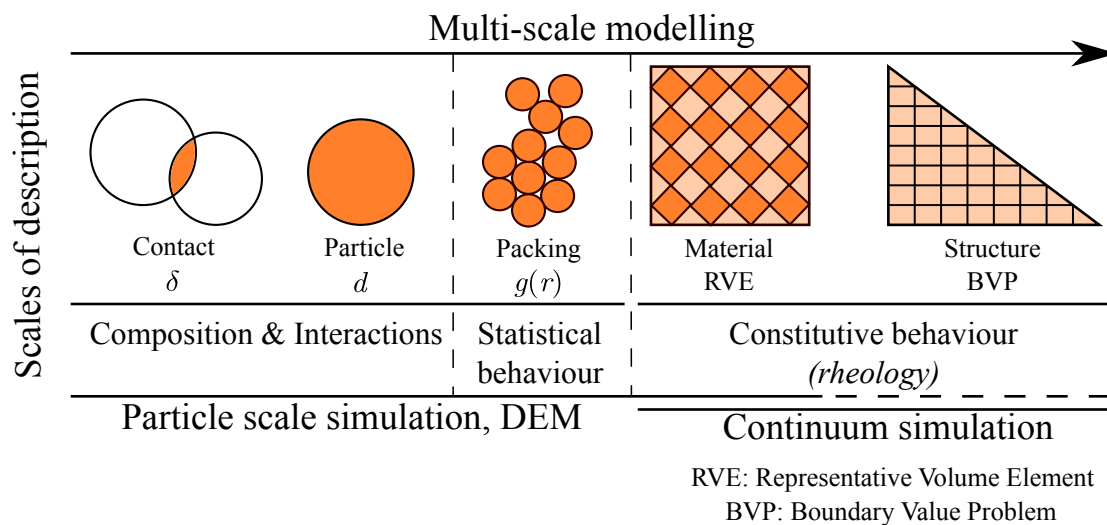 Multi-scale modelling
Scales of description
Contact
δ
Particle
d
Packing
g(r)
Material
RVE
Structure
BVP
Composition & Interactions
Statistical
behaviour
Constitutive behaviour
(rheology)
Particle scale simulation, DEM
Continuum simulation
RVE: Representative Volume Element
BVP: Boundary Value Problem